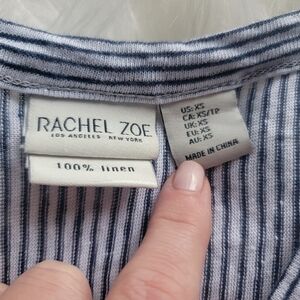 RACHEL ZOE
LOS ANGELES NEW YORK
100% linen
US: XS
CA: XS/TP
UK: XS
EU: XS
AU: XS
MADE IN CHINA